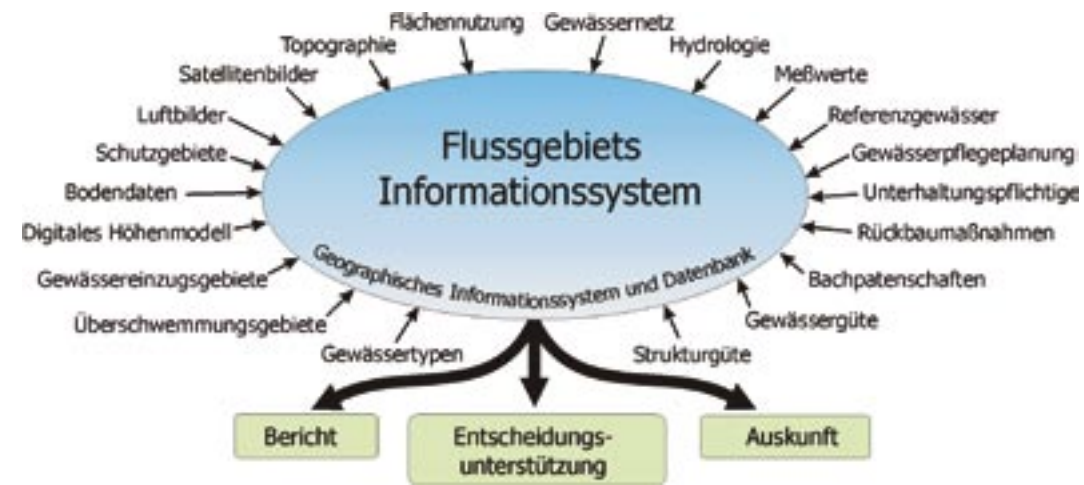 Flächennutzung
Gewässernetz
Topographie
Hydrologie
Satellitenbilder
Meßwerte
Luftbilder
Referenzgewässer
Schutzgebiete
Gewässerpflegeplanung
Bodendaten
Unterhaltungspflichtige
Digitales Höhenmodell
Rückbaumaßnahmen
Gewässereinzugsgebiete
Bachpatenschaften
Überschwemmungsgebiete
Gewässergüte
Gewässertypen
Strukturgüte
Flussgebiets
Informationssystem
Geographisches Informationssystem und Datenbank
Bericht
Entscheidungs-
unterstützung
Auskunft